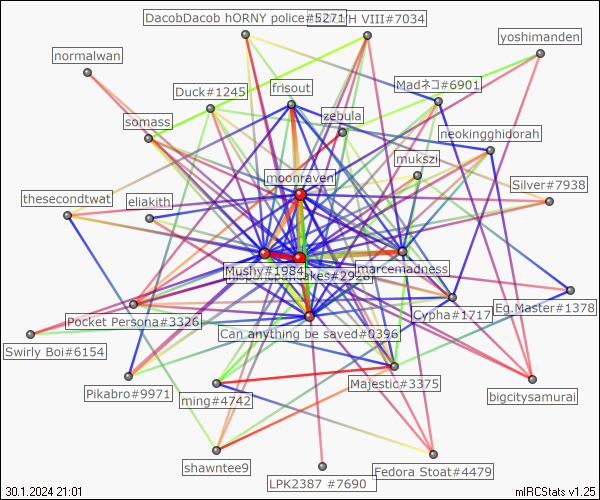 DacobDacob hORNY police#5271
VIII#7034
yoshimanden
normalwan
Duck#1245
frisout
Madネコ#6901
somass
zebula
neokingghidorah
mukszi
moonraven
Silver#7938
thesecondtwat
eliakith
Mushy#1984
marcemadness
Eg.Master#1378
Pocket Persona#3326
Cypha#1717
Can anything be saved#0396
Swirly Boi#6154
Majestic#3375
Pikabro#9971
ming#4742
bigcitysamurai
shawntee9
Fedora Stoat#4479
LPK2387 #7690
30.1.2024 21:01
mIRCStats v1.25